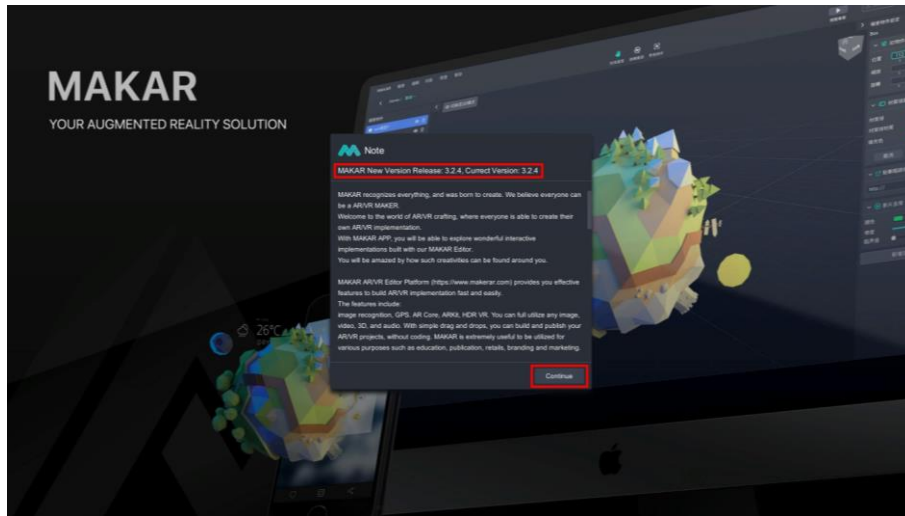 MAKAR
YOUR AUGMENTED REALITY SOLUTION
Note
MAKAR New Version Release: 3.2.4, Currect Version: 3.2.4
MAKAR recognizes everything, and was born to create. We believe everyone can
be a AR/VR MAKER.
Welcome to the world of AR/VR crafting, where everyone is able to create their
own AR/VR implementation.
With MAKAR APP, you will be able to explore wonderful interactive
implementations built with our MAKAR Editor.
You will be amazed by how such creativities can be found around you.
MAKAR AR/VR Editor Platform (https://www.makerar.com) provides you effective
features to build AR/VR implementation fast and easily.
The features include:
image recognition, GPS, AR Core, ARKit, HDR VR. You can full utilize any image,
video, 3D, and audio. With simple drag and drops, you can build and publish your
AR/VR projects, without coding. MAKAR is extremely useful to be utilized for
various purposes such as education, publication, retails, branding and marketing.
Continue
26°C